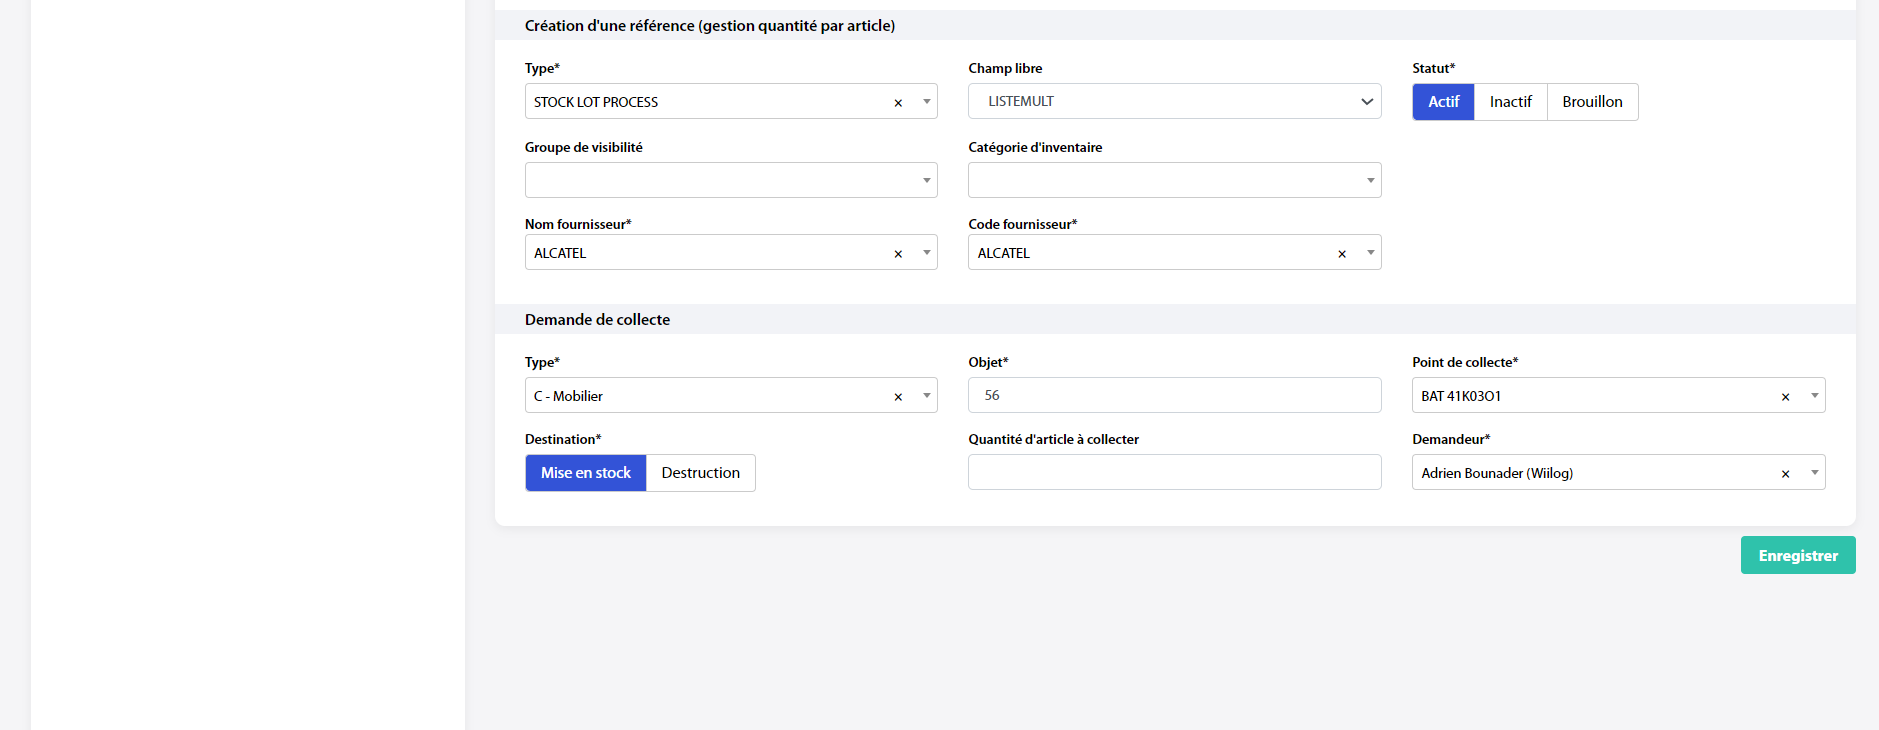 Création d'une référence (gestion quantité par article)
Type* Champ libre Statut*
STOCK LOT PROCESS × LISTEMULT Actif Inactif Brouillon
Groupe de visibilité Catégorie d'inventaire
Nom fournisseur* Code fournisseur*
ALCATEL × ALCATEL ×
Demande de collecte
Type* Objet* Point de collecte*
C - Mobilier × 56 BAT 41K03O1 ×
Destination* Quantité d'article à collecter Demandeur*
Mise en stock Destruction Adrien Bounader (Wiilog) ×
Enregistrer